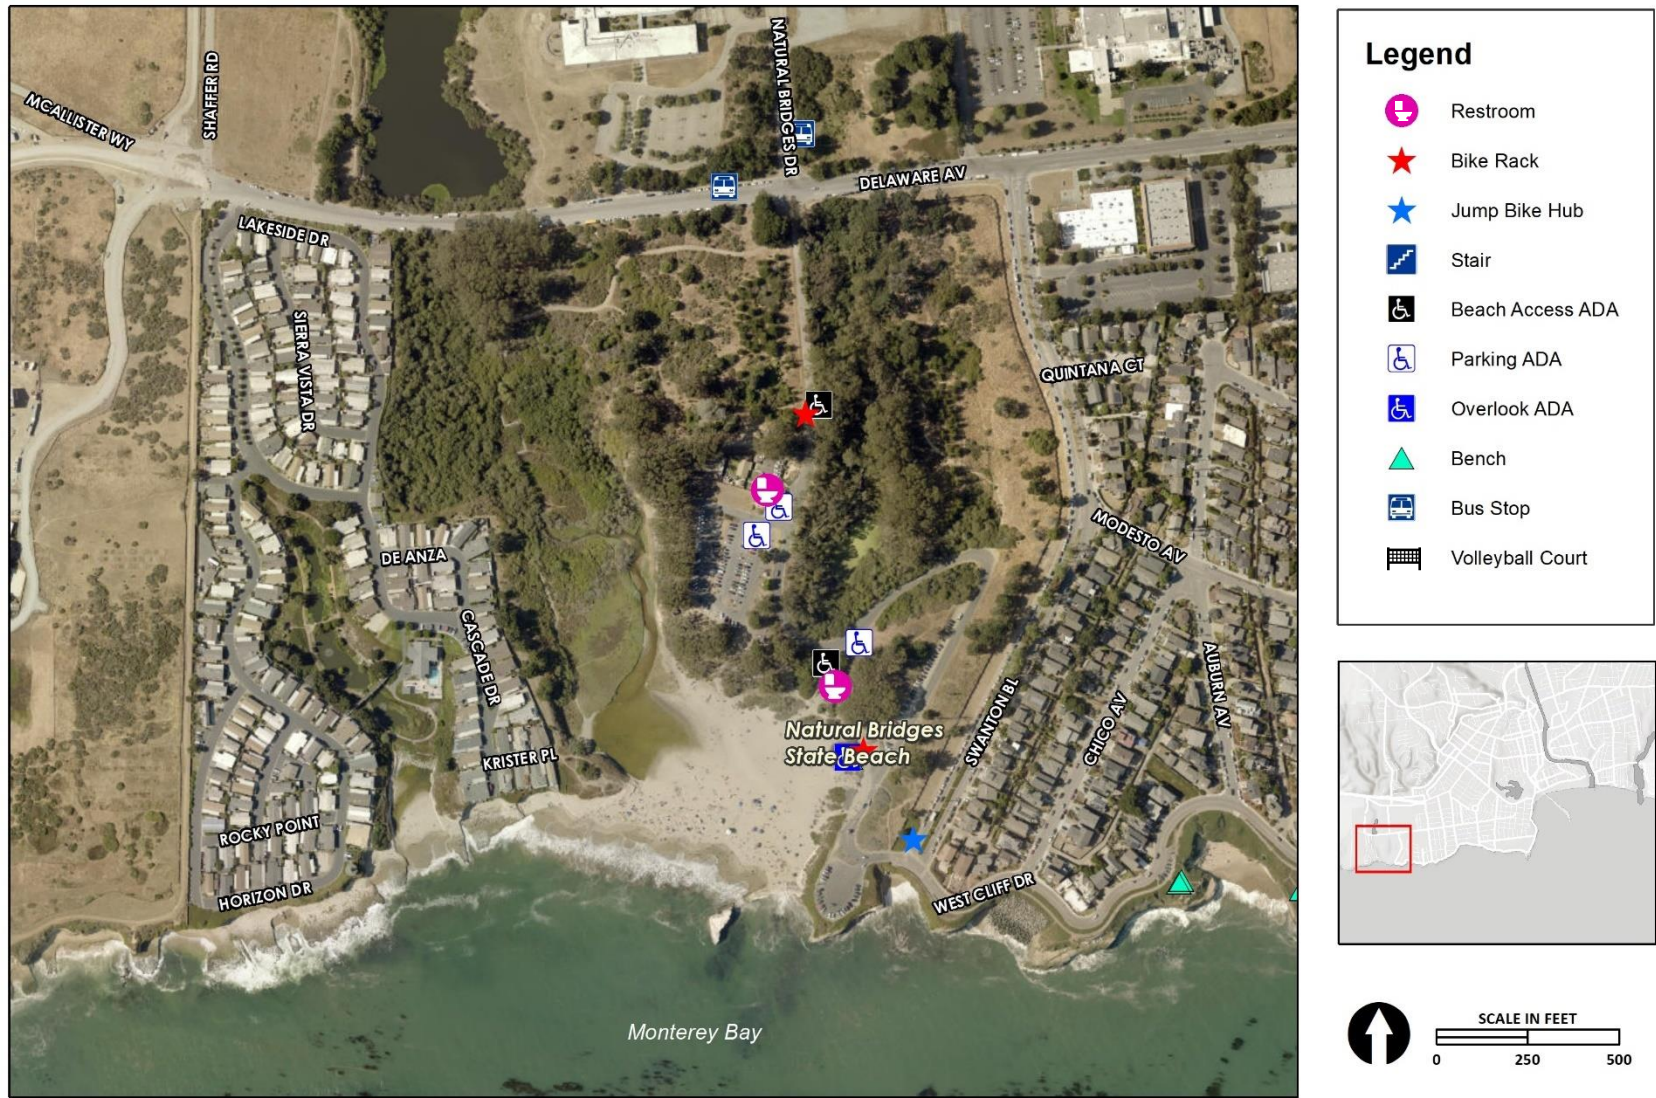 MCALLISTER WY
SHAFFER RD
NATURAL BRIDGES DR
DELAWARE AV
LAKESIDE DR
SIERRA VISTA DR
QUINTANA CT
MODESTO AV
DE ANZA
CASCADE DR
AUBURN AV
SWANTON BL
CHICO AV
Natural Bridges
State Beach
KRISTER PL
ROCKY POINT
HORIZON DR
WEST CLIFF DR
Monterey Bay
Legend
Restroom
Bike Rack
Jump Bike Hub
Stair
Beach Access ADA
Parking ADA
Overlook ADA
Bench
Bus Stop
Volleyball Court
SCALE IN FEET
0 250 500